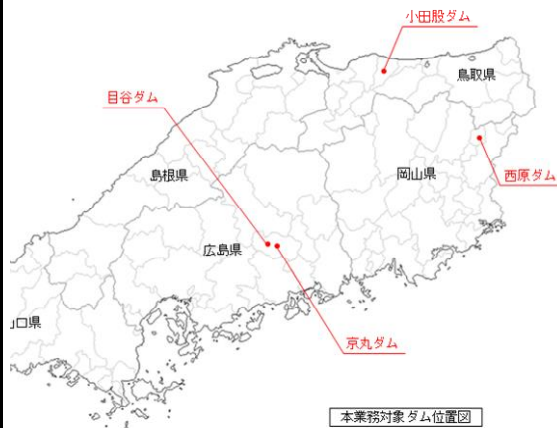 小田股ダム
鳥取県
目谷ダム
岡山県
島根県
西原ダム
広島県
山口県
京丸ダム
本業務対象ダム位置図